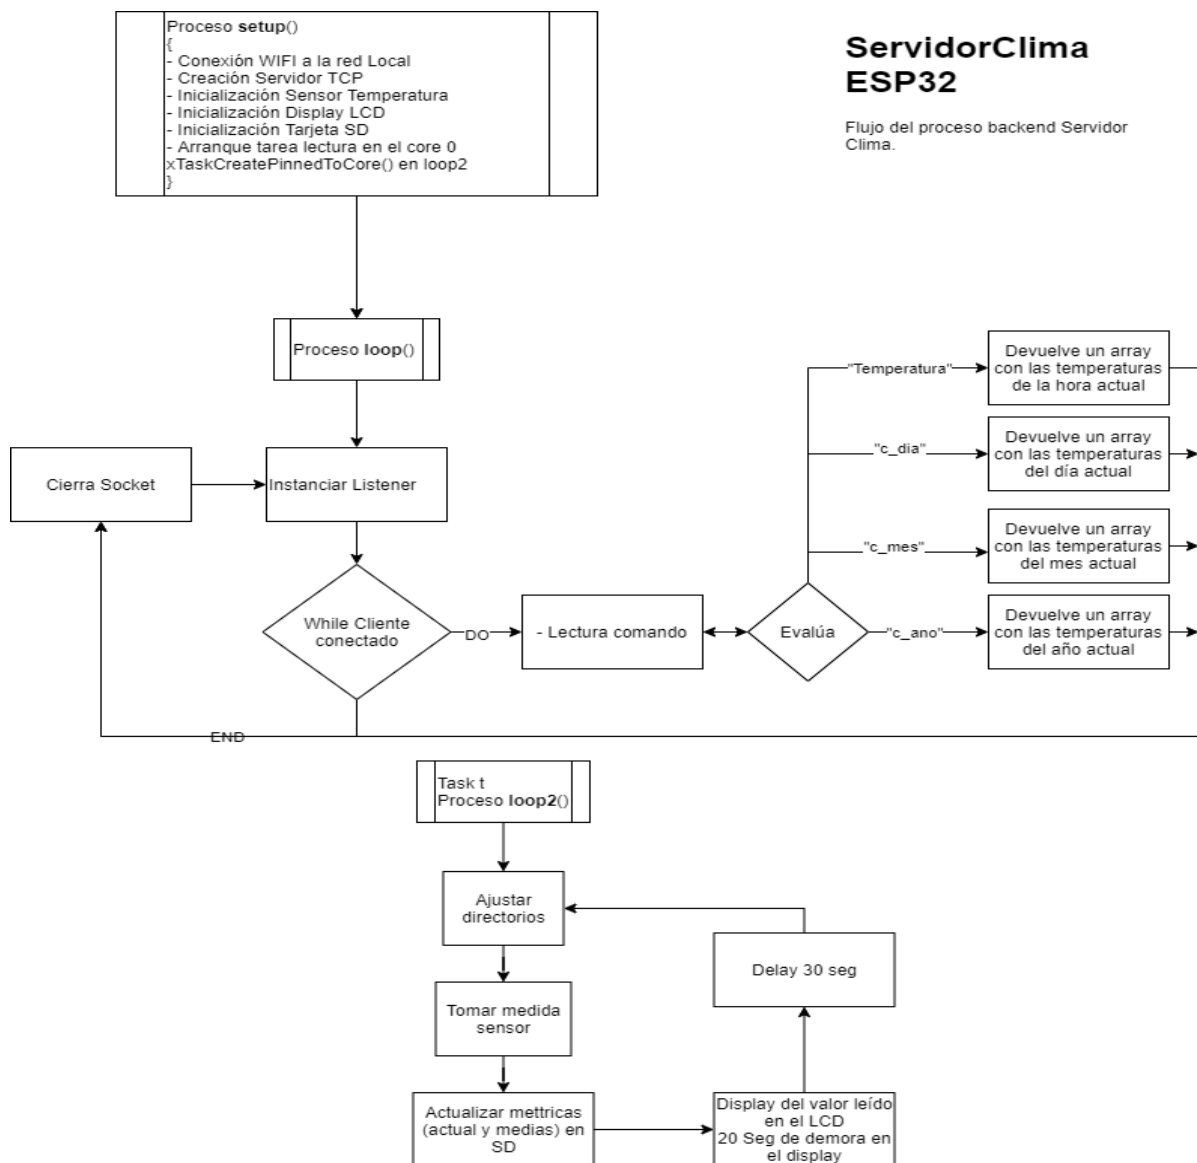 Proceso setup()
{
- Conexión WIFI a la red Local
- Creación Servidor TCP
- Inicialización Sensor Temperatura
- Inicialización Display LCD
- Inicialización Tarjeta SD
- Arranque tarea lectura en el core 0
xTaskCreatePinnedToCore() en loop2
}
ServidorClima
ESP32
Flujo del proceso backend Servidor
Clima.
Proceso loop()
Cierra Socket
Instanciar Listener
While Cliente
conectado
DO
- Lectura comando
Evalúa
"Temperatura"
Devuelve un array
con las temperaturas
de la hora actual
"c_dia"
Devuelve un array
con las temperaturas
del día actual
"c_mes"
Devuelve un array
con las temperaturas
del mes actual
"c_ano"
Devuelve un array
con las temperaturas
del año actual
END
Task t
Proceso loop2()
Ajustar
directorios
Tomar medida
sensor
Actualizar mettricas
(actual y medias) en
SD
Display del valor leído
en el LCD
20 Seg de demora en
el display
Delay 30 seg